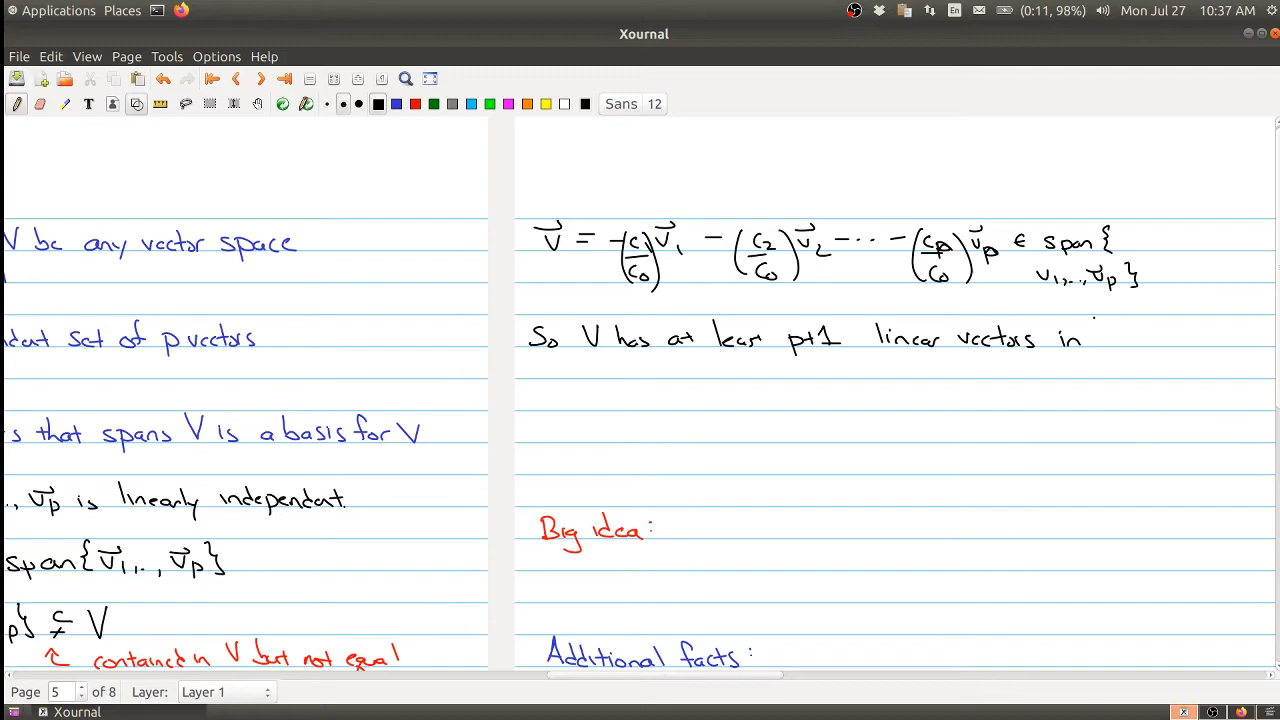 Applications Places (0:11, 98%) Mon Jul 27 10:37 AM
En
Xournal
File Edit View Page Tools Options Help
Sans 12
V be any vector space
dent set of p vectors
s that spans V is a basis for V
.., v⃗p is linearly independent.
span{v⃗1,.., v⃗p}
p} ⊊ V
contained in V but not equal
v⃗ = -(c1/c0)v⃗1 - (c2/c0)v⃗2 - ... - (cp/c0)v⃗p ∈ span{
v1,.., v⃗p}
So V has at least p+1 linear vectors in
Big idea:
Additional facts:
Page 5 of 8 Layer: Layer 1
Xournal